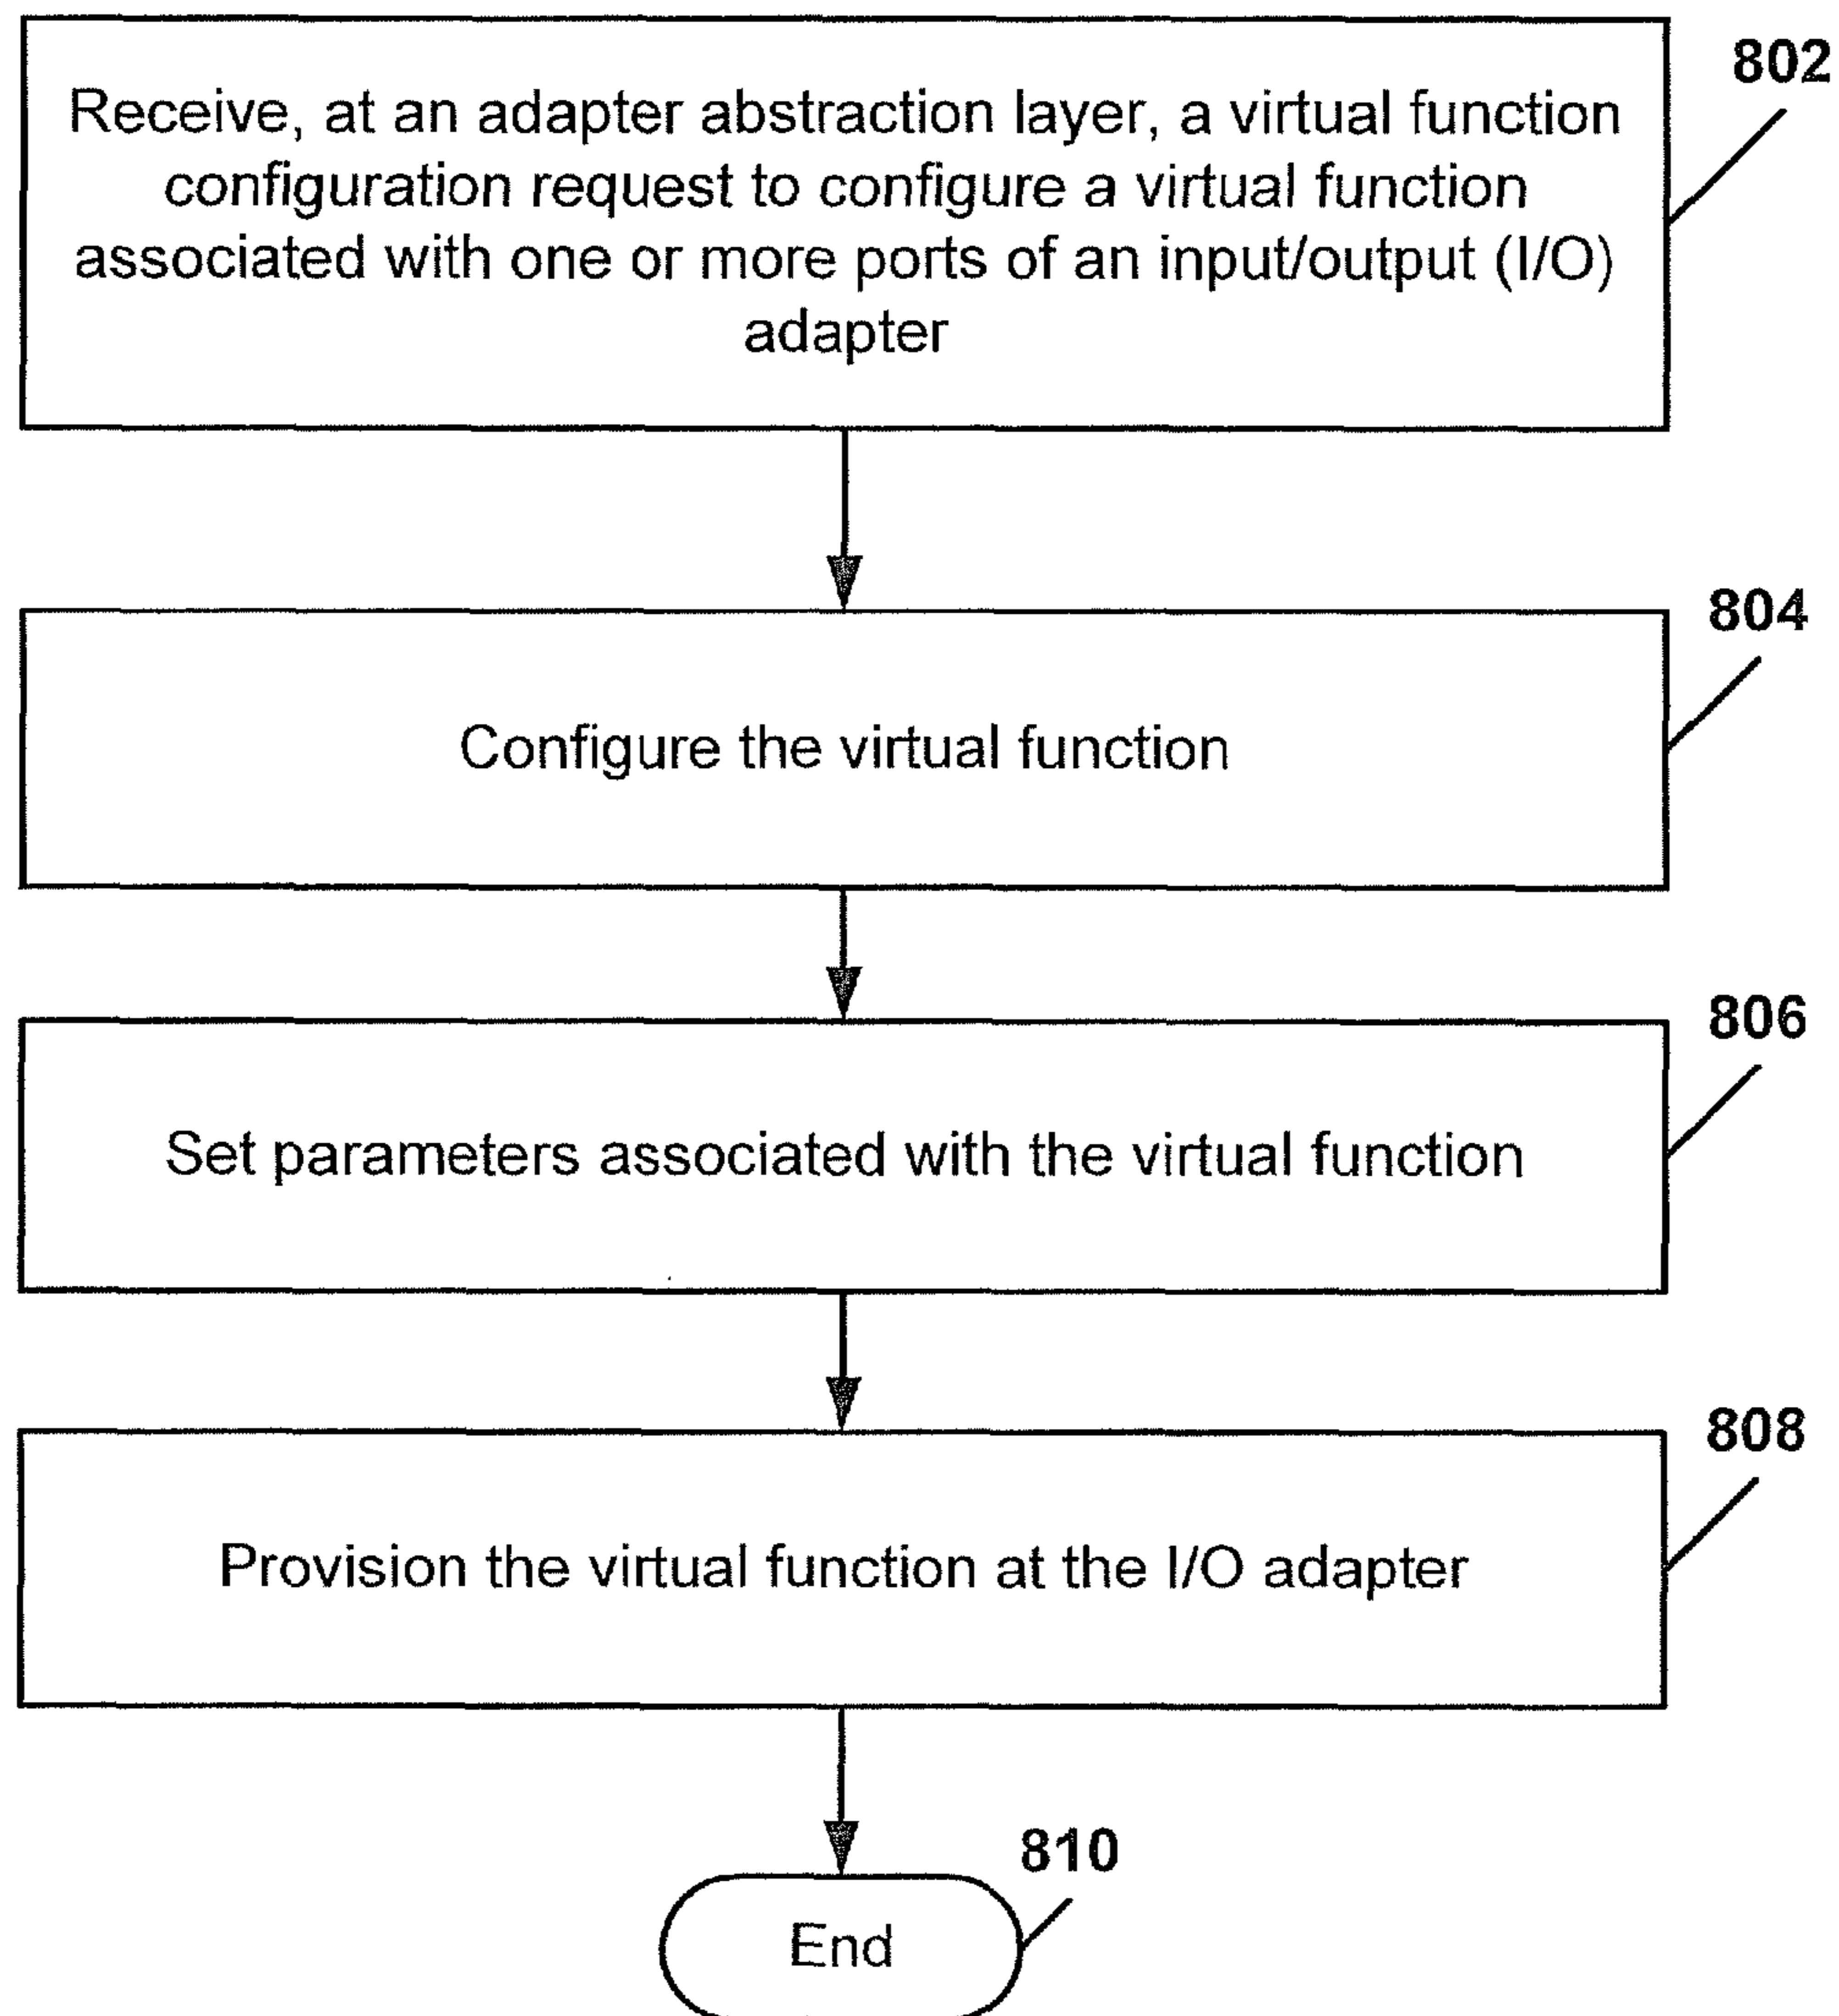 802
Receive, at an adapter abstraction layer, a virtual function
configuration request to configure a virtual function
associated with one or more ports of an input/output (I/O)
adapter
804
Configure the virtual function
806
Set parameters associated with the virtual function
808
Provision the virtual function at the I/O adapter
810
End